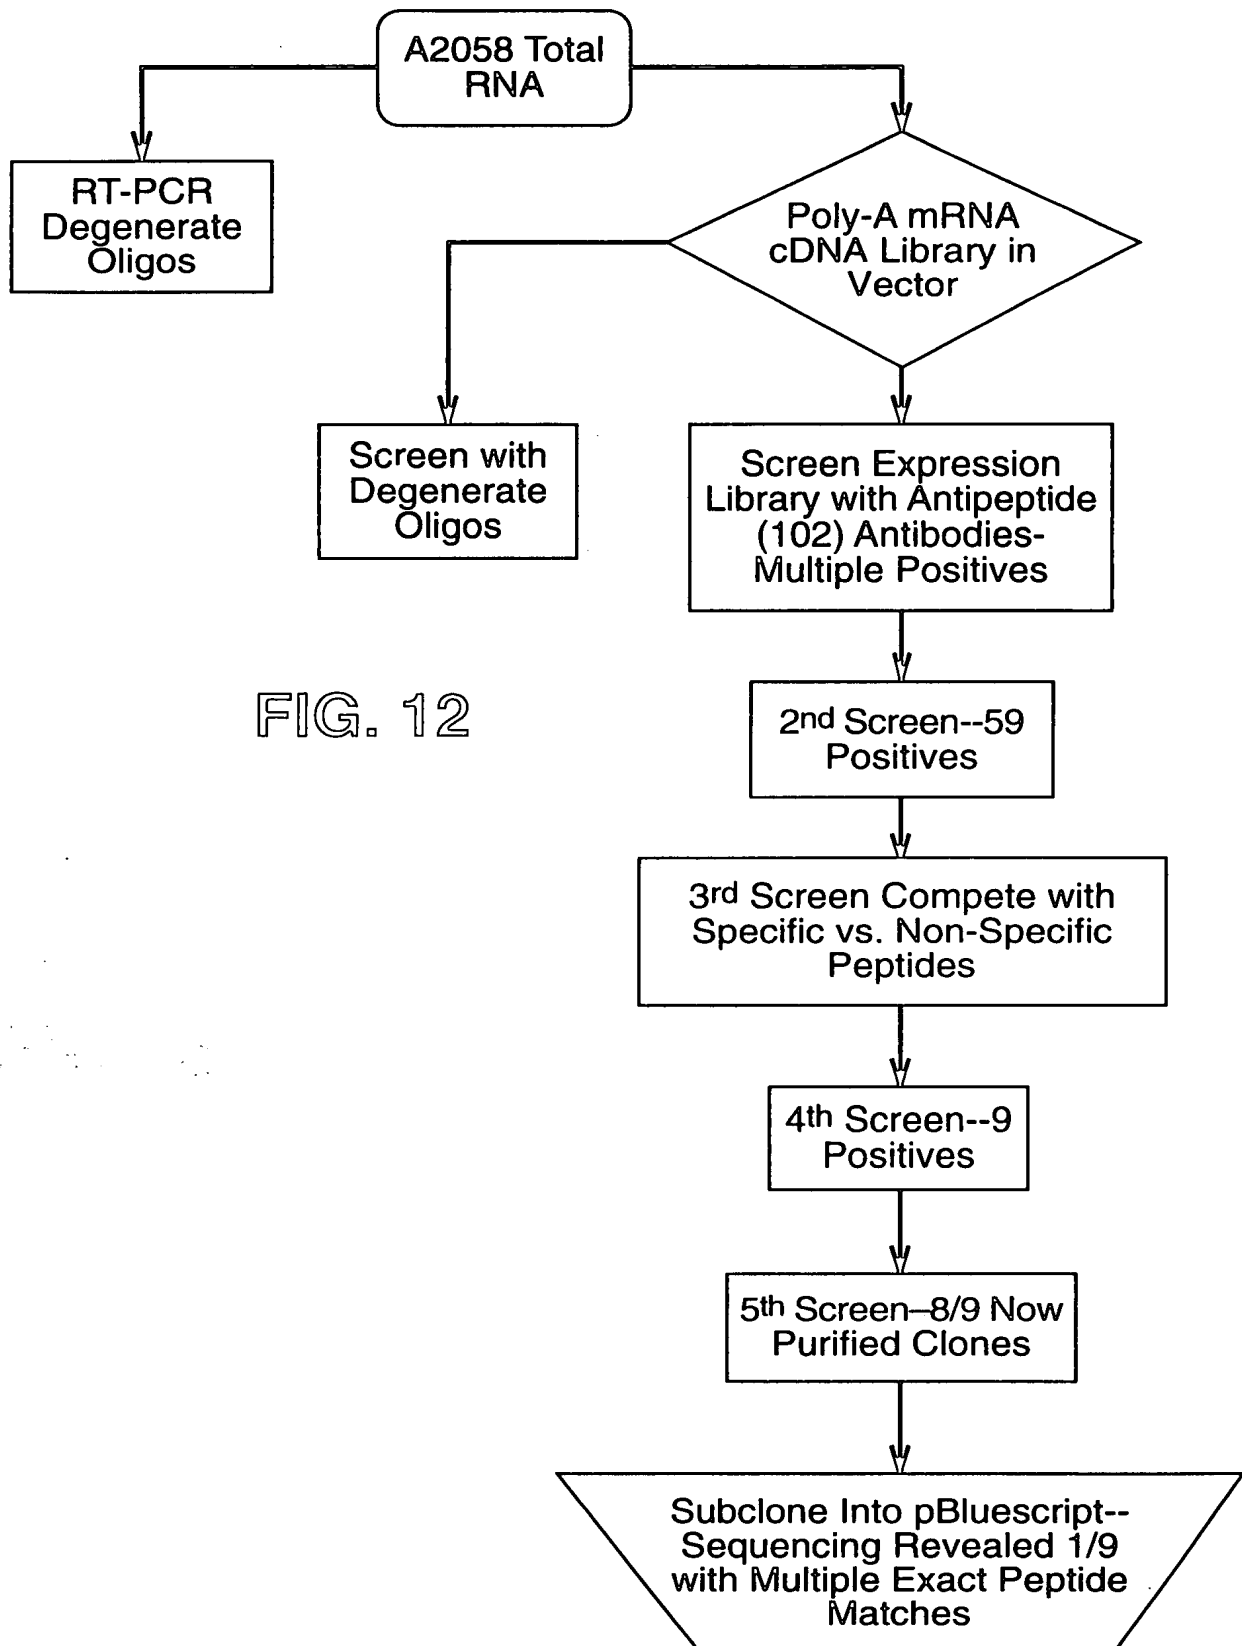 A2058 Total
RNA
RT-PCR
Degenerate
Oligos
Poly-A mRNA
cDNA Library in
Vector
Screen with
Degenerate
Oligos
Screen Expression
Library with Antipeptide
(102) Antibodies-
Multiple Positives
FIG. 12
2nd Screen--59
Positives
3rd Screen Compete with
Specific vs. Non-Specific
Peptides
4th Screen--9
Positives
5th Screen–8/9 Now
Purified Clones
Subclone Into pBluescript--
Sequencing Revealed 1/9
with Multiple Exact Peptide
Matches